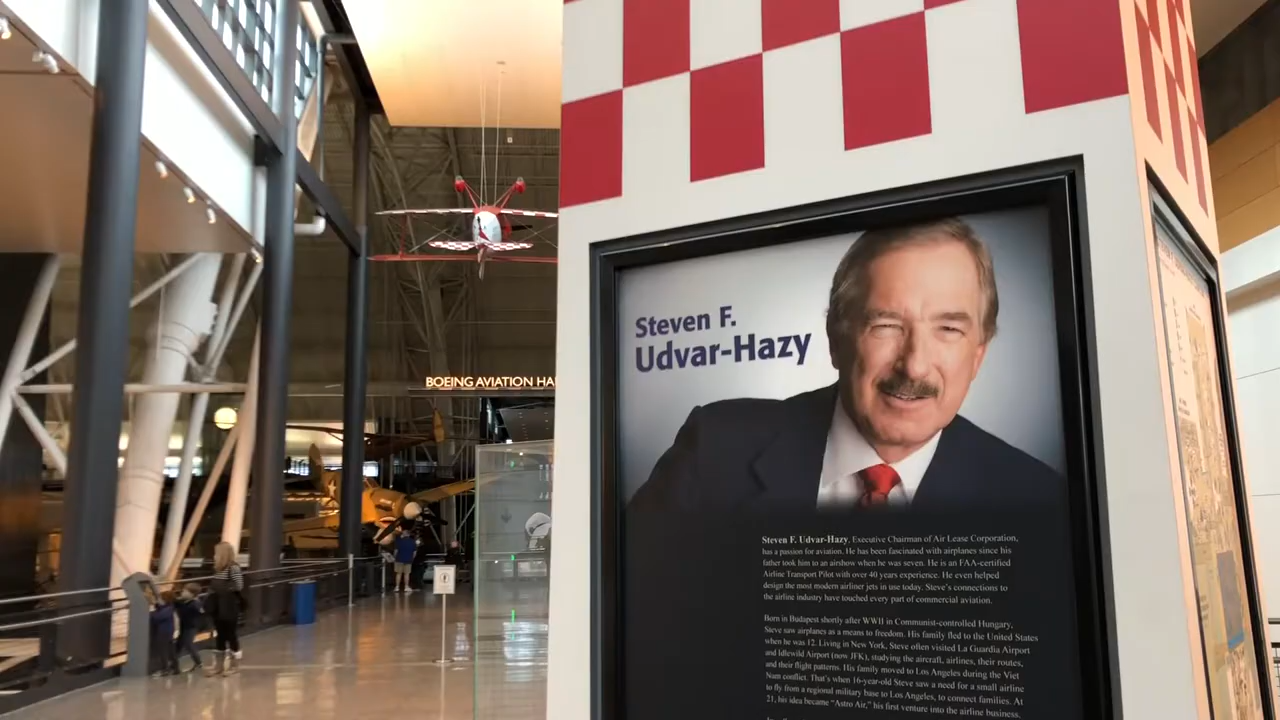 Steven F.
Udvar-Hazy
BOEING AVIATION HA
Steven F. Udvar-Hazy, Executive Chairman of Air Lease Corporation,
has a passion for aviation. He has been fascinated with airplanes since his
father took him to an airshow when he was seven. He is an FAA-certified
Airline Transport Pilot with over 40 years experience. He even helped
design the most modern airliner jets in use today. Steve's connections to
the airline industry have touched every part of commercial aviation.
Born in Budapest shortly after WWII in Communist-controlled Hungary,
Steve saw airplanes as a means to freedom. His family fled to the United States
when he was 12. Living in New York, Steve often visited La Guardia Airport
and Idlewild Airport (now JFK), studying the aircraft, airlines, their routes,
and their flight patterns. His family moved to Los Angeles during the Viet
Nam conflict. That's when 16-year-old Steve saw a need for a small airline
to fly from a regional military base to Los Angeles, to connect families. At
21, his idea became "Astro Air," his first venture into the airline business.